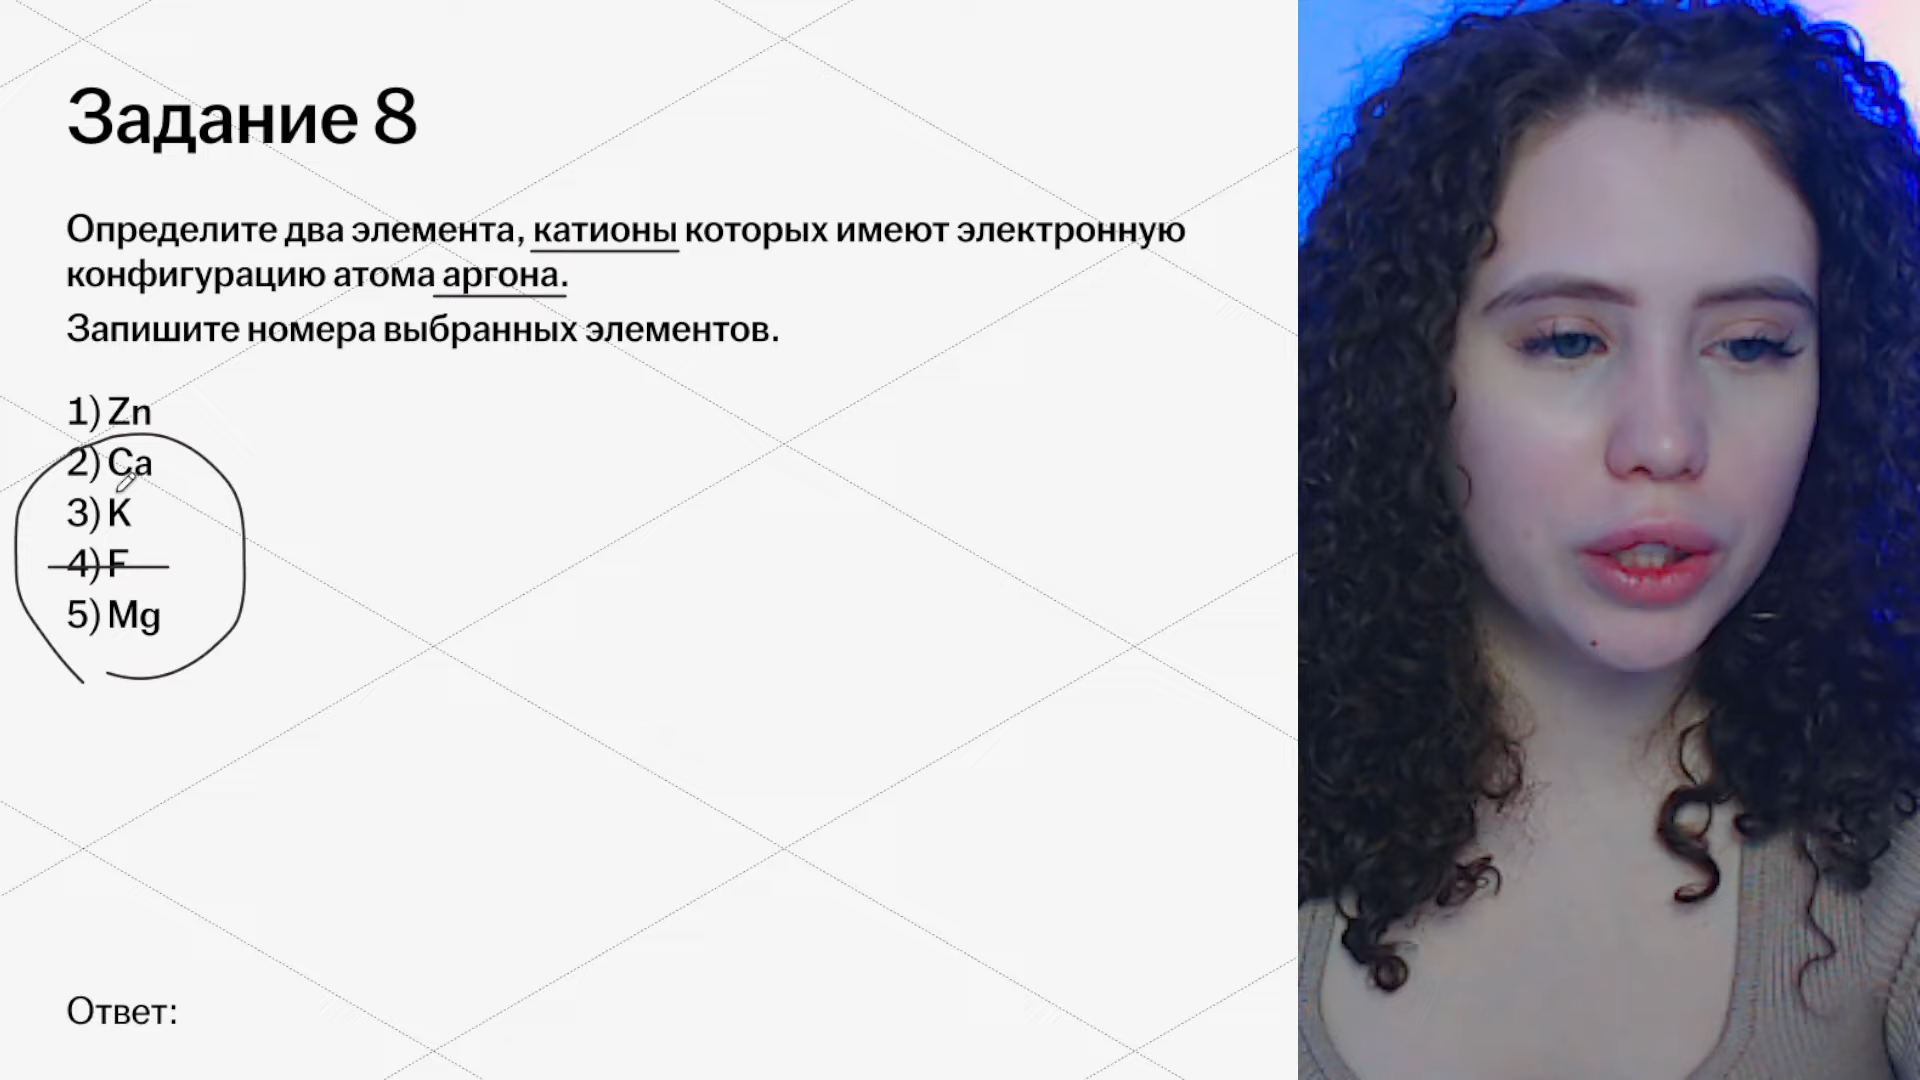 Задание 8
Определите два элемента, катионы которых имеют электронную
конфигурацию атома аргона.
Запишите номера выбранных элементов.
1) Zn
2) Ca
3) K
4) F
5) Mg
Ответ: